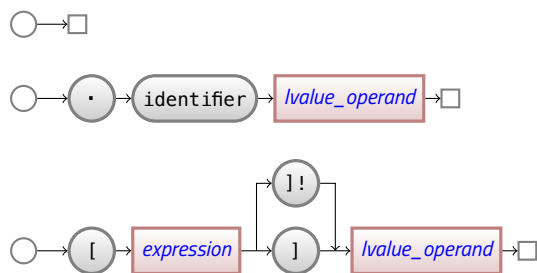 . identifier lvalue_operand
]!
[ expression ] lvalue_operand